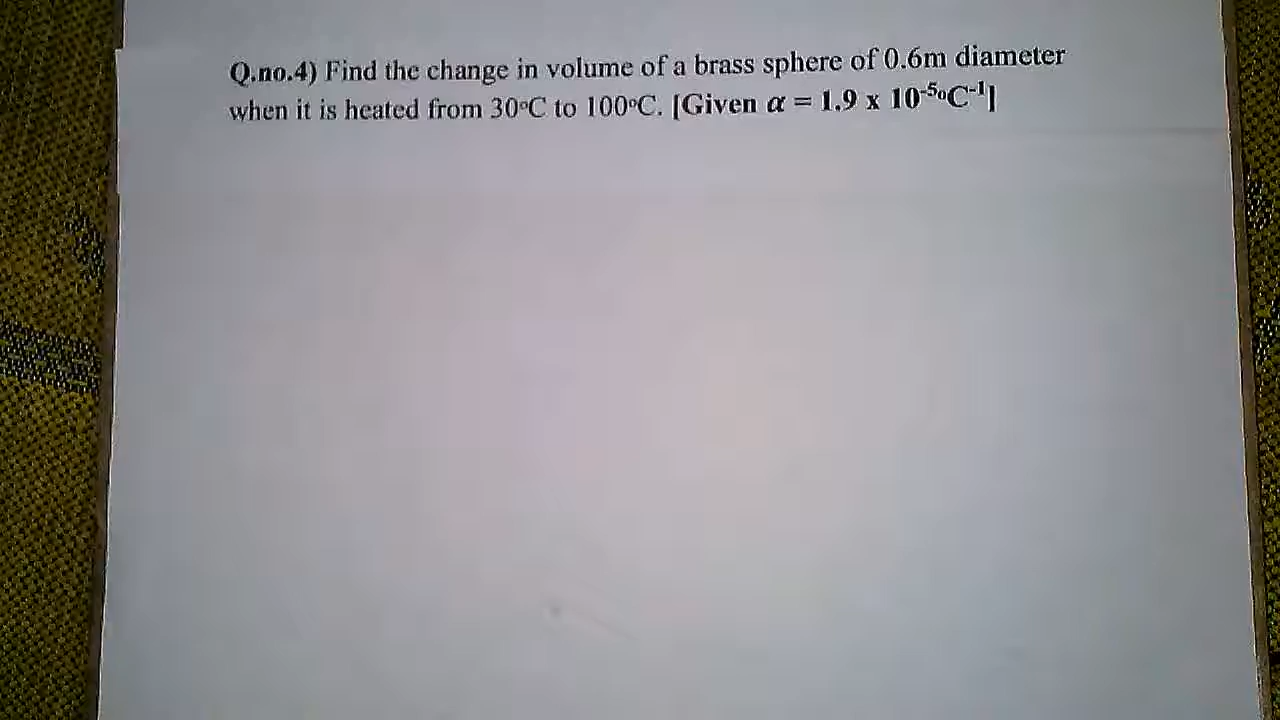 Q.no.4) Find the change in volume of a brass sphere of 0.6m diameter
when it is heated from 30°C to 100°C. [Given α = 1.9 x 10⁻⁵°C⁻¹]